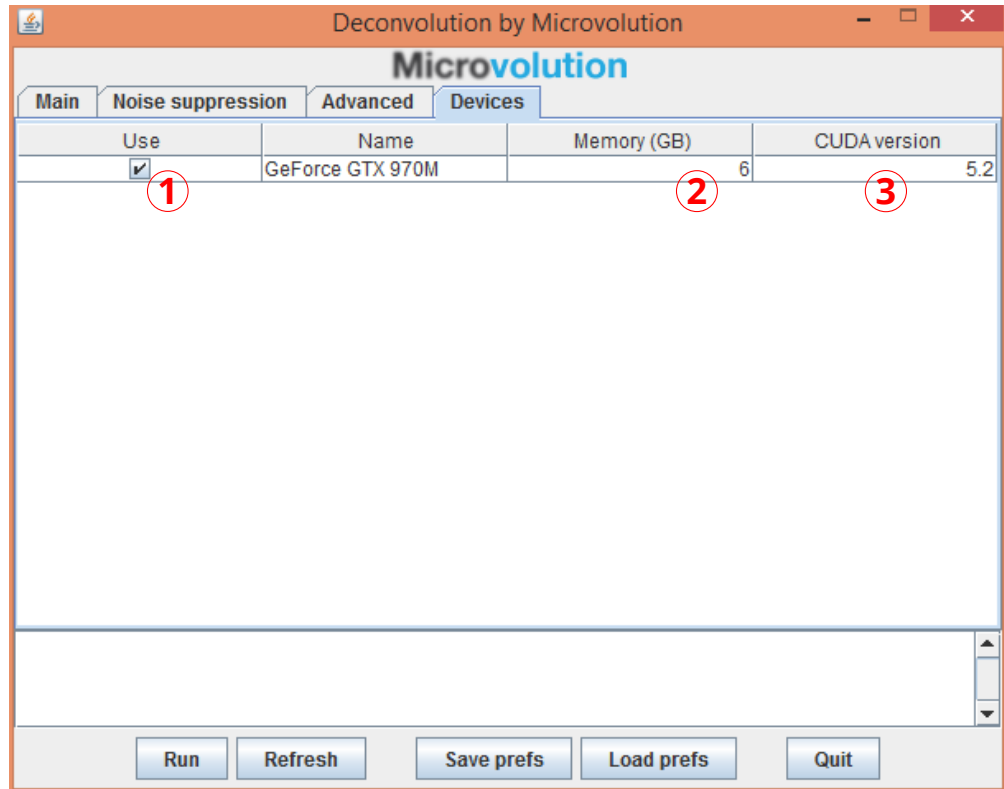 Deconvolution by Microvolution
Microvolution
Main Noise suppression Advanced Devices
Use Name Memory (GB) CUDA version
GeForce GTX 970M 6 5.2
1 2 3
Run Refresh Save prefs Load prefs Quit